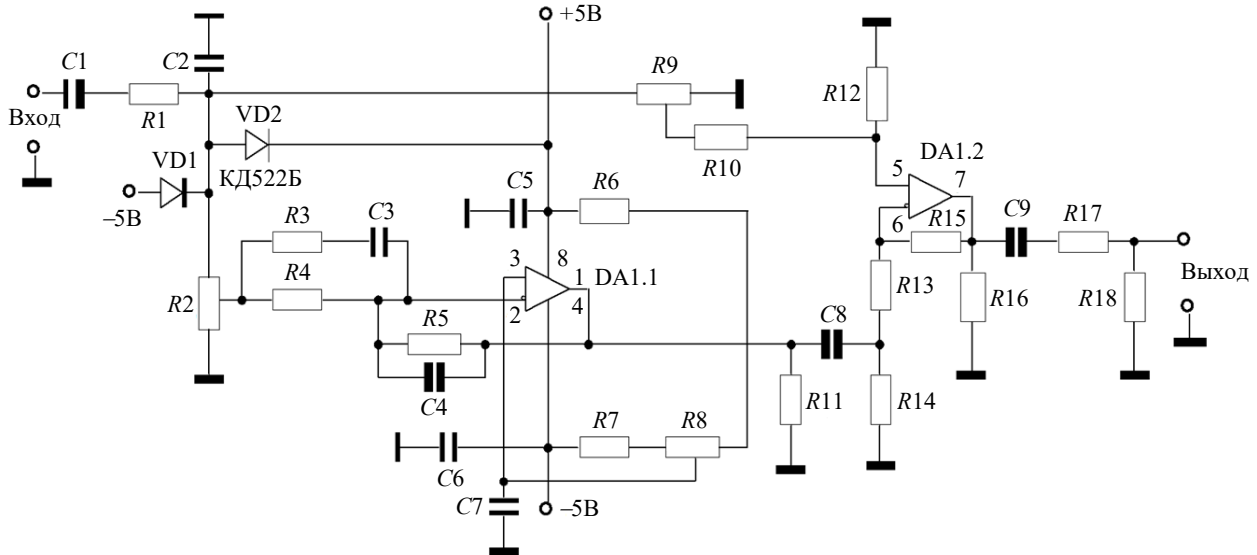 +5В
C1
C2
R1
Вход
VD2
КД522Б
VD1
–5В
R9
R10
R12
DA1.2
5
7
6
R15
C9
R17
Выход
C5
R6
R3
C3
R4
R2
3
8
1
DA1.1
2
4
R5
C4
R13
R16
R18
C8
R11
R14
R7
R8
C6
C7
–5В